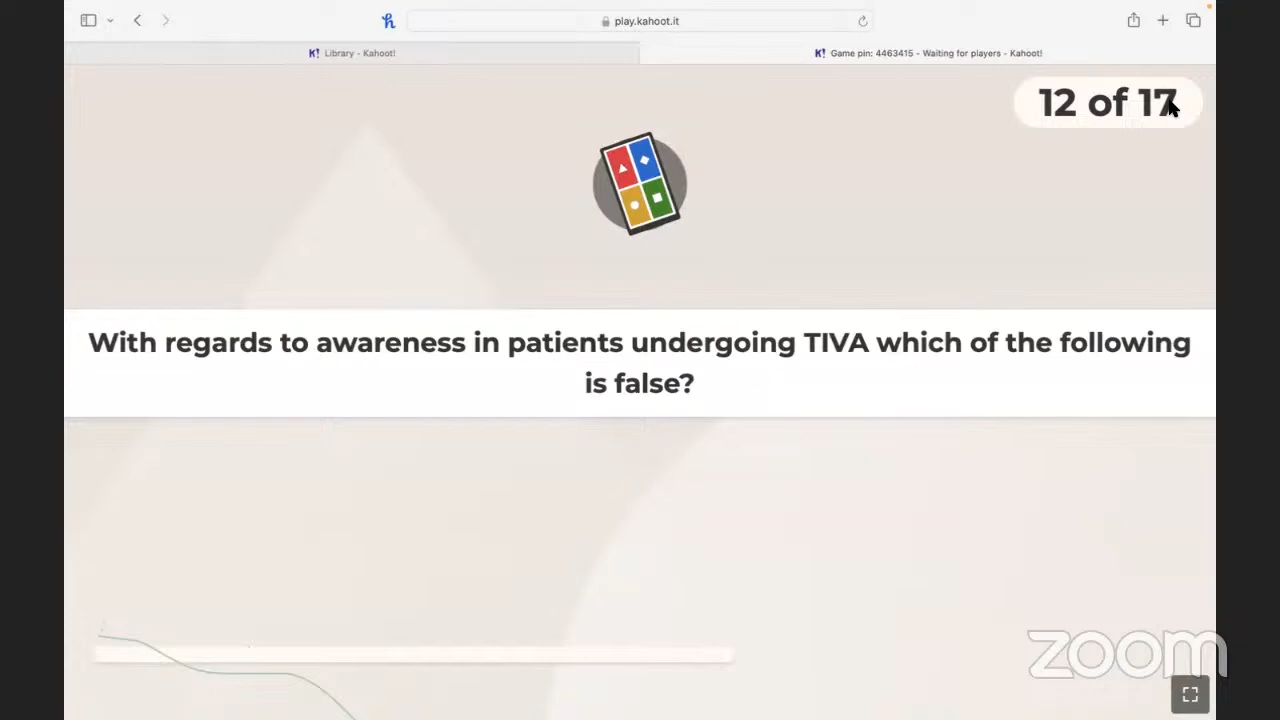 play.kahoot.it
K! Library - Kahoot!
K! Game pin: 4463415 - Waiting for players - Kahoot!
12 of 17
With regards to awareness in patients undergoing TIVA which of the following
is false?
zoom